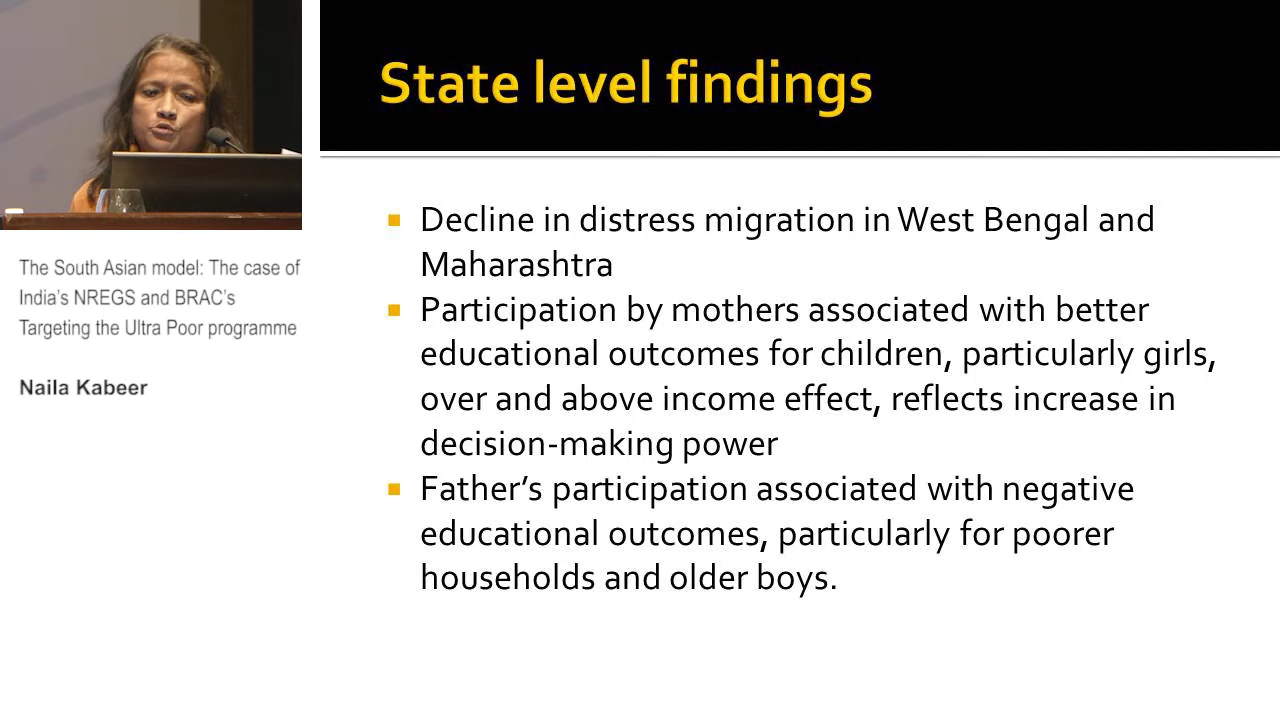 State level findings
Decline in distress migration in West Bengal and
Maharashtra
Participation by mothers associated with better
educational outcomes for children, particularly girls,
over and above income effect, reflects increase in
decision-making power
Father’s participation associated with negative
educational outcomes, particularly for poorer
households and older boys.
The South Asian model: The case of
India’s NREGS and BRAC’s
Targeting the Ultra Poor programme
Naila Kabeer